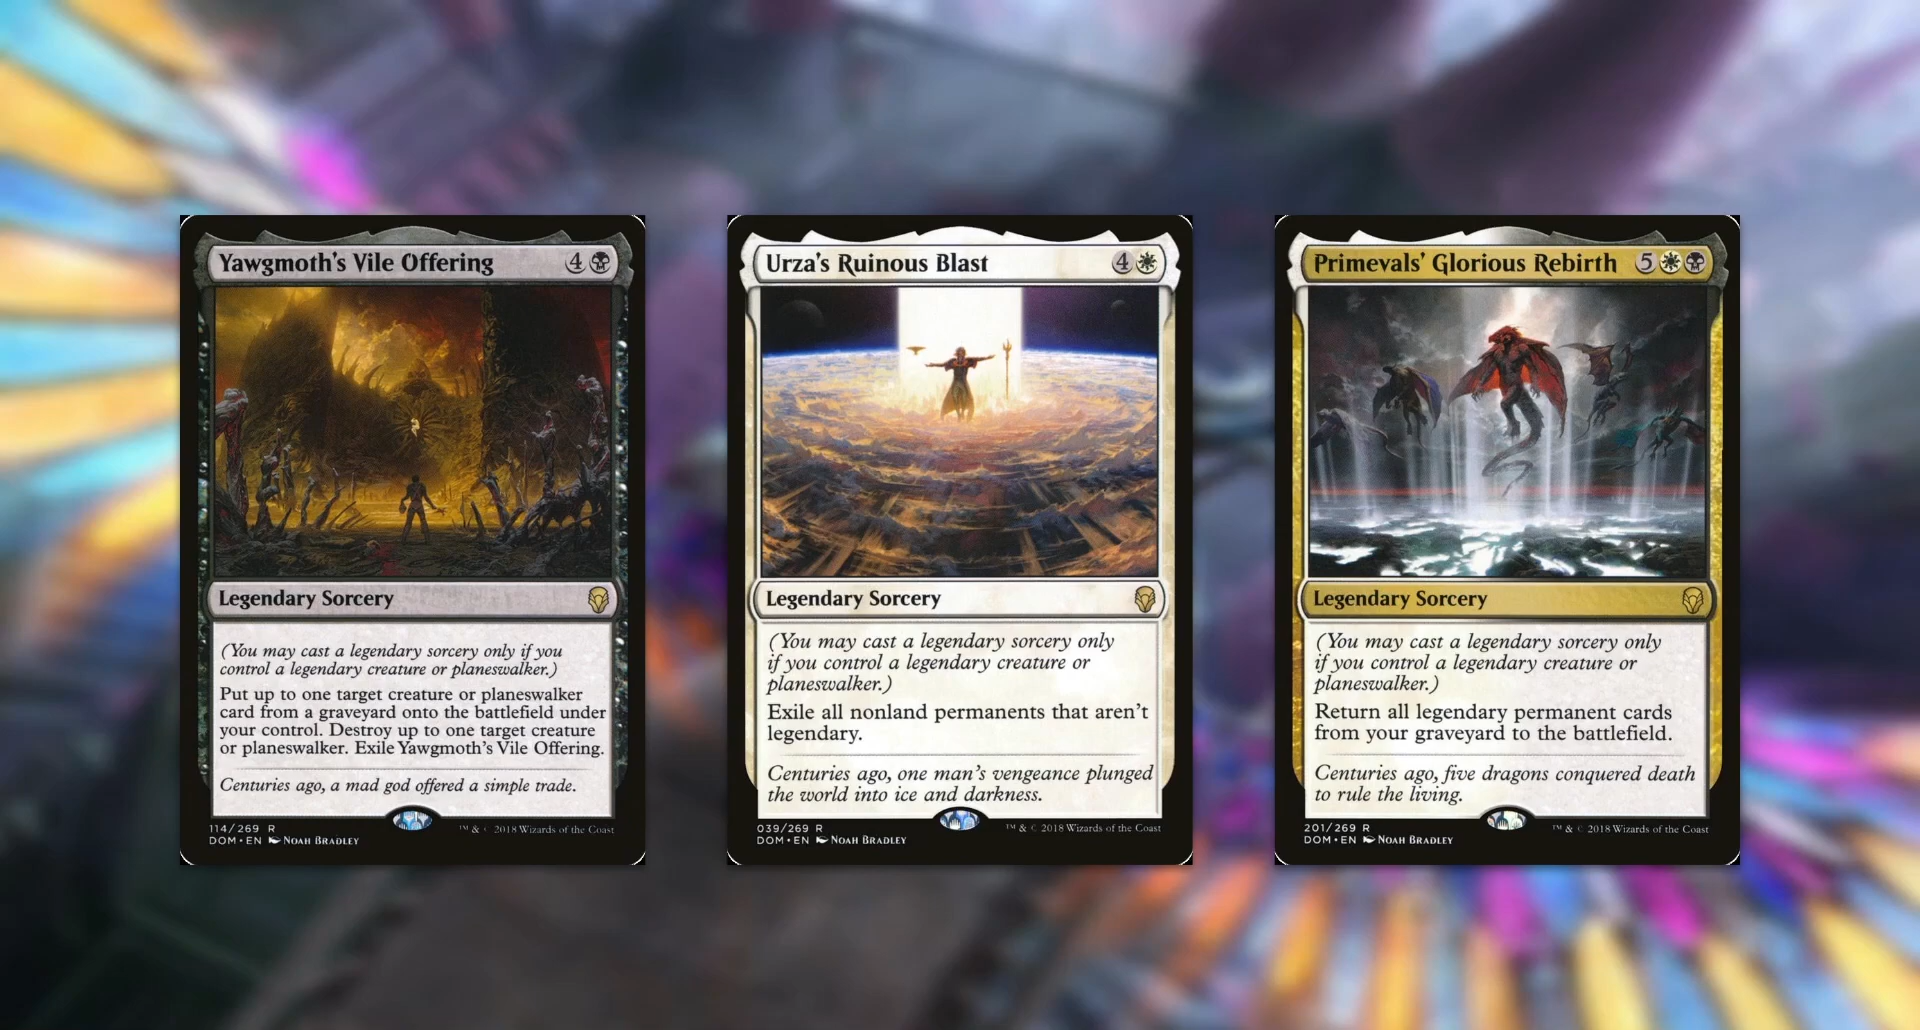 Yawgmoth's Vile Offering 4
Legendary Sorcery
(You may cast a legendary sorcery only if you
control a legendary creature or planeswalker.)
Put up to one target creature or planeswalker
card from a graveyard onto the battlefield under
your control. Destroy up to one target creature
or planeswalker. Exile Yawgmoth's Vile Offering.
Centuries ago, a mad god offered a simple trade.
114/269 R
DOM • EN NOAH BRADLEY
™ & © 2018 Wizards of the Coast
Urza's Ruinous Blast 4
Legendary Sorcery
(You may cast a legendary sorcery only
if you control a legendary creature or
planeswalker.)
Exile all nonland permanents that aren't
legendary.
Centuries ago, one man's vengeance plunged
the world into ice and darkness.
039/269 R
DOM • EN NOAH BRADLEY
™ & © 2018 Wizards of the Coast
Primevals' Glorious Rebirth 5
Legendary Sorcery
(You may cast a legendary sorcery only
if you control a legendary creature or
planeswalker.)
Return all legendary permanent cards
from your graveyard to the battlefield.
Centuries ago, five dragons conquered death
to rule the living.
201/269 R
DOM • EN NOAH BRADLEY
™ & © 2018 Wizards of the Coast